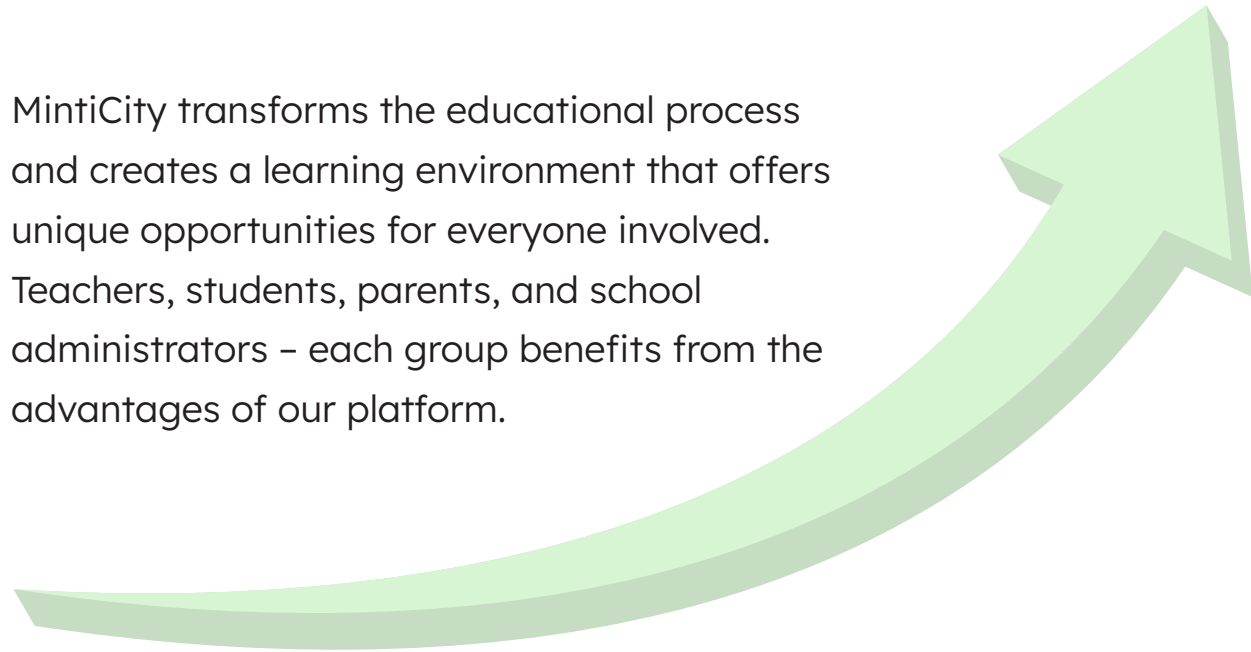 MintiCity transforms the educational process
and creates a learning environment that offers
unique opportunities for everyone involved.
Teachers, students, parents, and school
administrators – each group benefits from the
advantages of our platform.